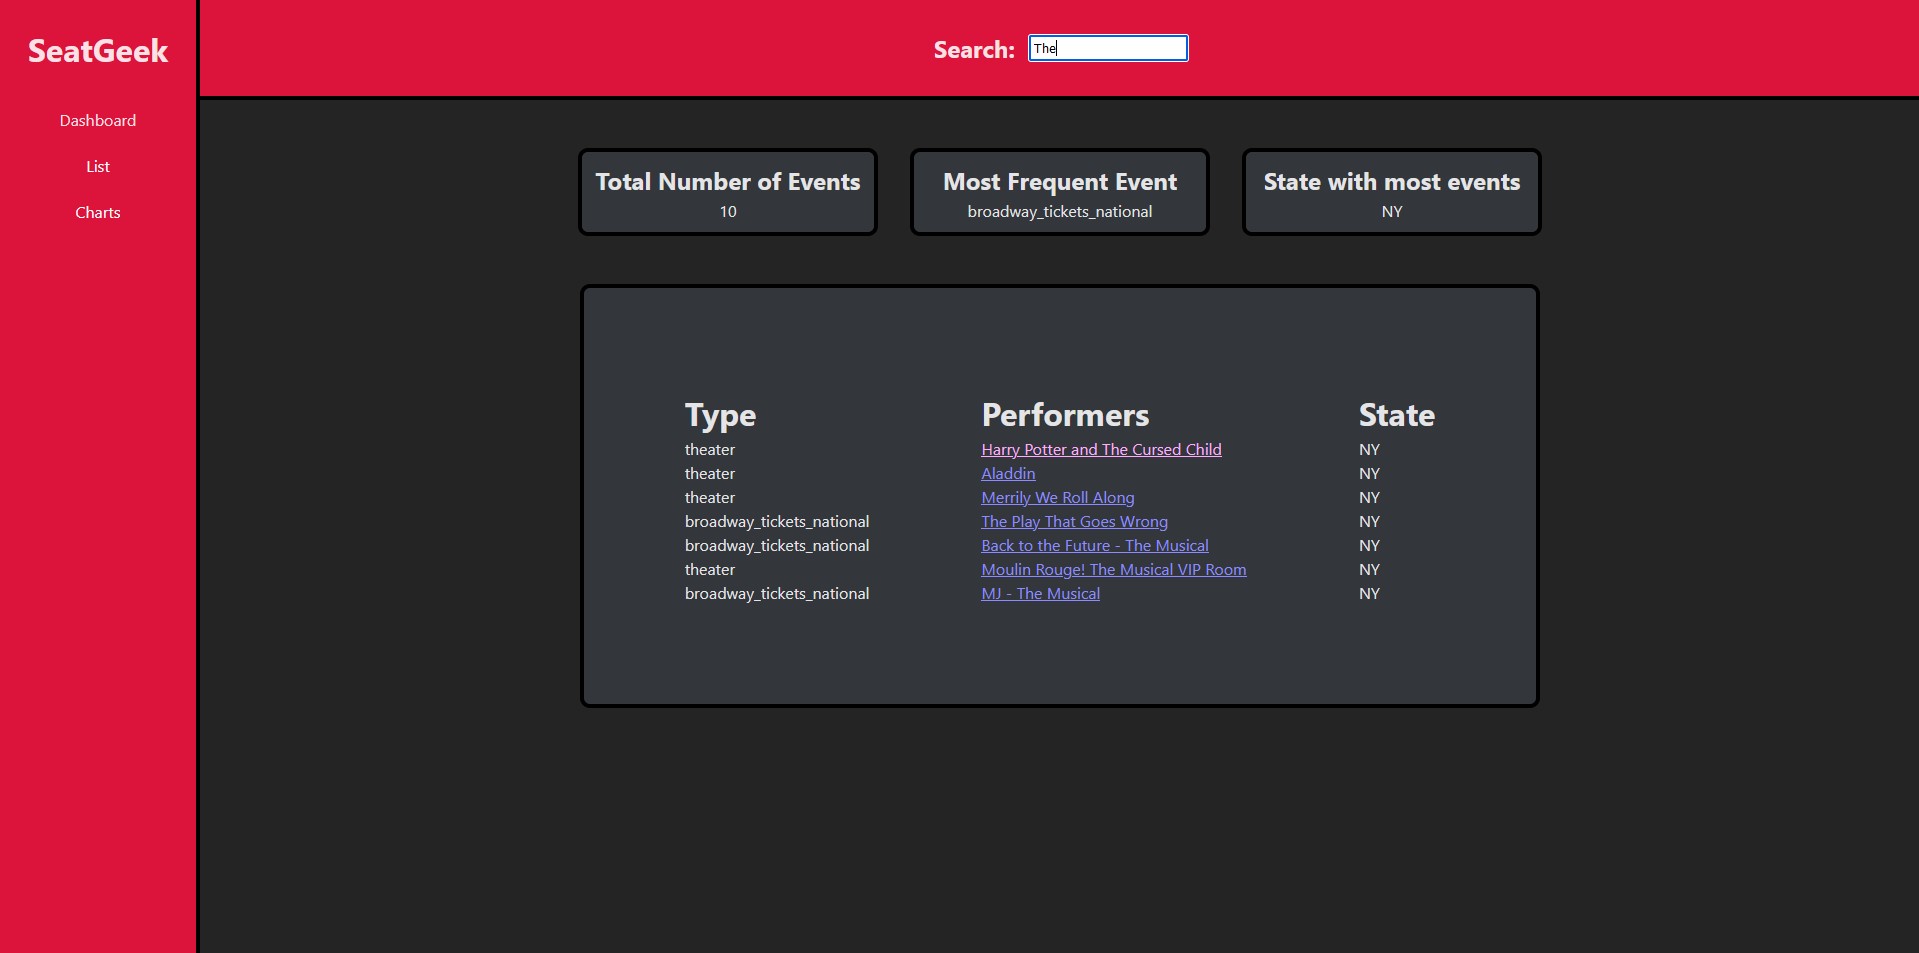 SeatGeek
Dashboard
List
Charts
Search: The
Total Number of Events
10
Most Frequent Event
broadway_tickets_national
State with most events
NY
Type Performers State
theater Harry Potter and The Cursed Child NY
theater Aladdin NY
theater Merrily We Roll Along NY
broadway_tickets_national The Play That Goes Wrong NY
broadway_tickets_national Back to the Future - The Musical NY
theater Moulin Rouge! The Musical VIP Room NY
broadway_tickets_national MJ - The Musical NY